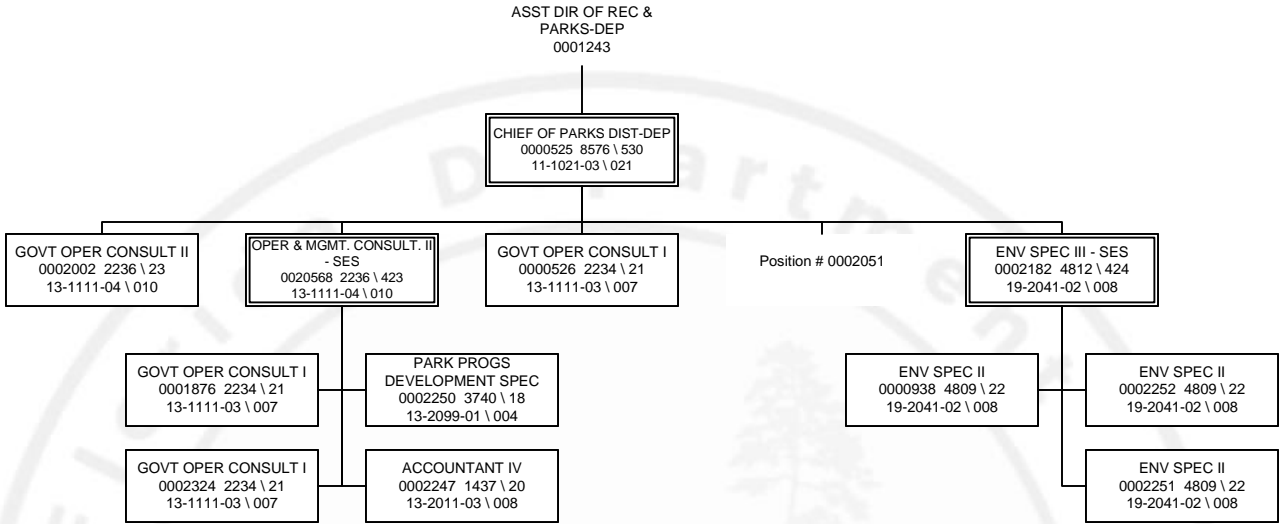 ASST DIR OF REC &
PARKS-DEP
0001243
CHIEF OF PARKS DIST-DEP
0000525 8576 \ 530
11-1021-03 \ 021
GOVT OPER CONSULT II
0002002 2236 \ 23
13-1111-04 \ 010
OPER & MGMT. CONSULT. II
- SES
0020568 2236 \ 423
13-1111-04 \ 010
GOVT OPER CONSULT I
0000526 2234 \ 21
13-1111-03 \ 007
Position # 0002051
ENV SPEC III - SES
0002182 4812 \ 424
19-2041-02 \ 008
GOVT OPER CONSULT I
0001876 2234 \ 21
13-1111-03 \ 007
PARK PROGS
DEVELOPMENT SPEC
0002250 3740 \ 18
13-2099-01 \ 004
ENV SPEC II
0000938 4809 \ 22
19-2041-02 \ 008
ENV SPEC II
0002252 4809 \ 22
19-2041-02 \ 008
GOVT OPER CONSULT I
0002324 2234 \ 21
13-1111-03 \ 007
ACCOUNTANT IV
0002247 1437 \ 20
13-2011-03 \ 008
ENV SPEC II
0002251 4809 \ 22
19-2041-02 \ 008